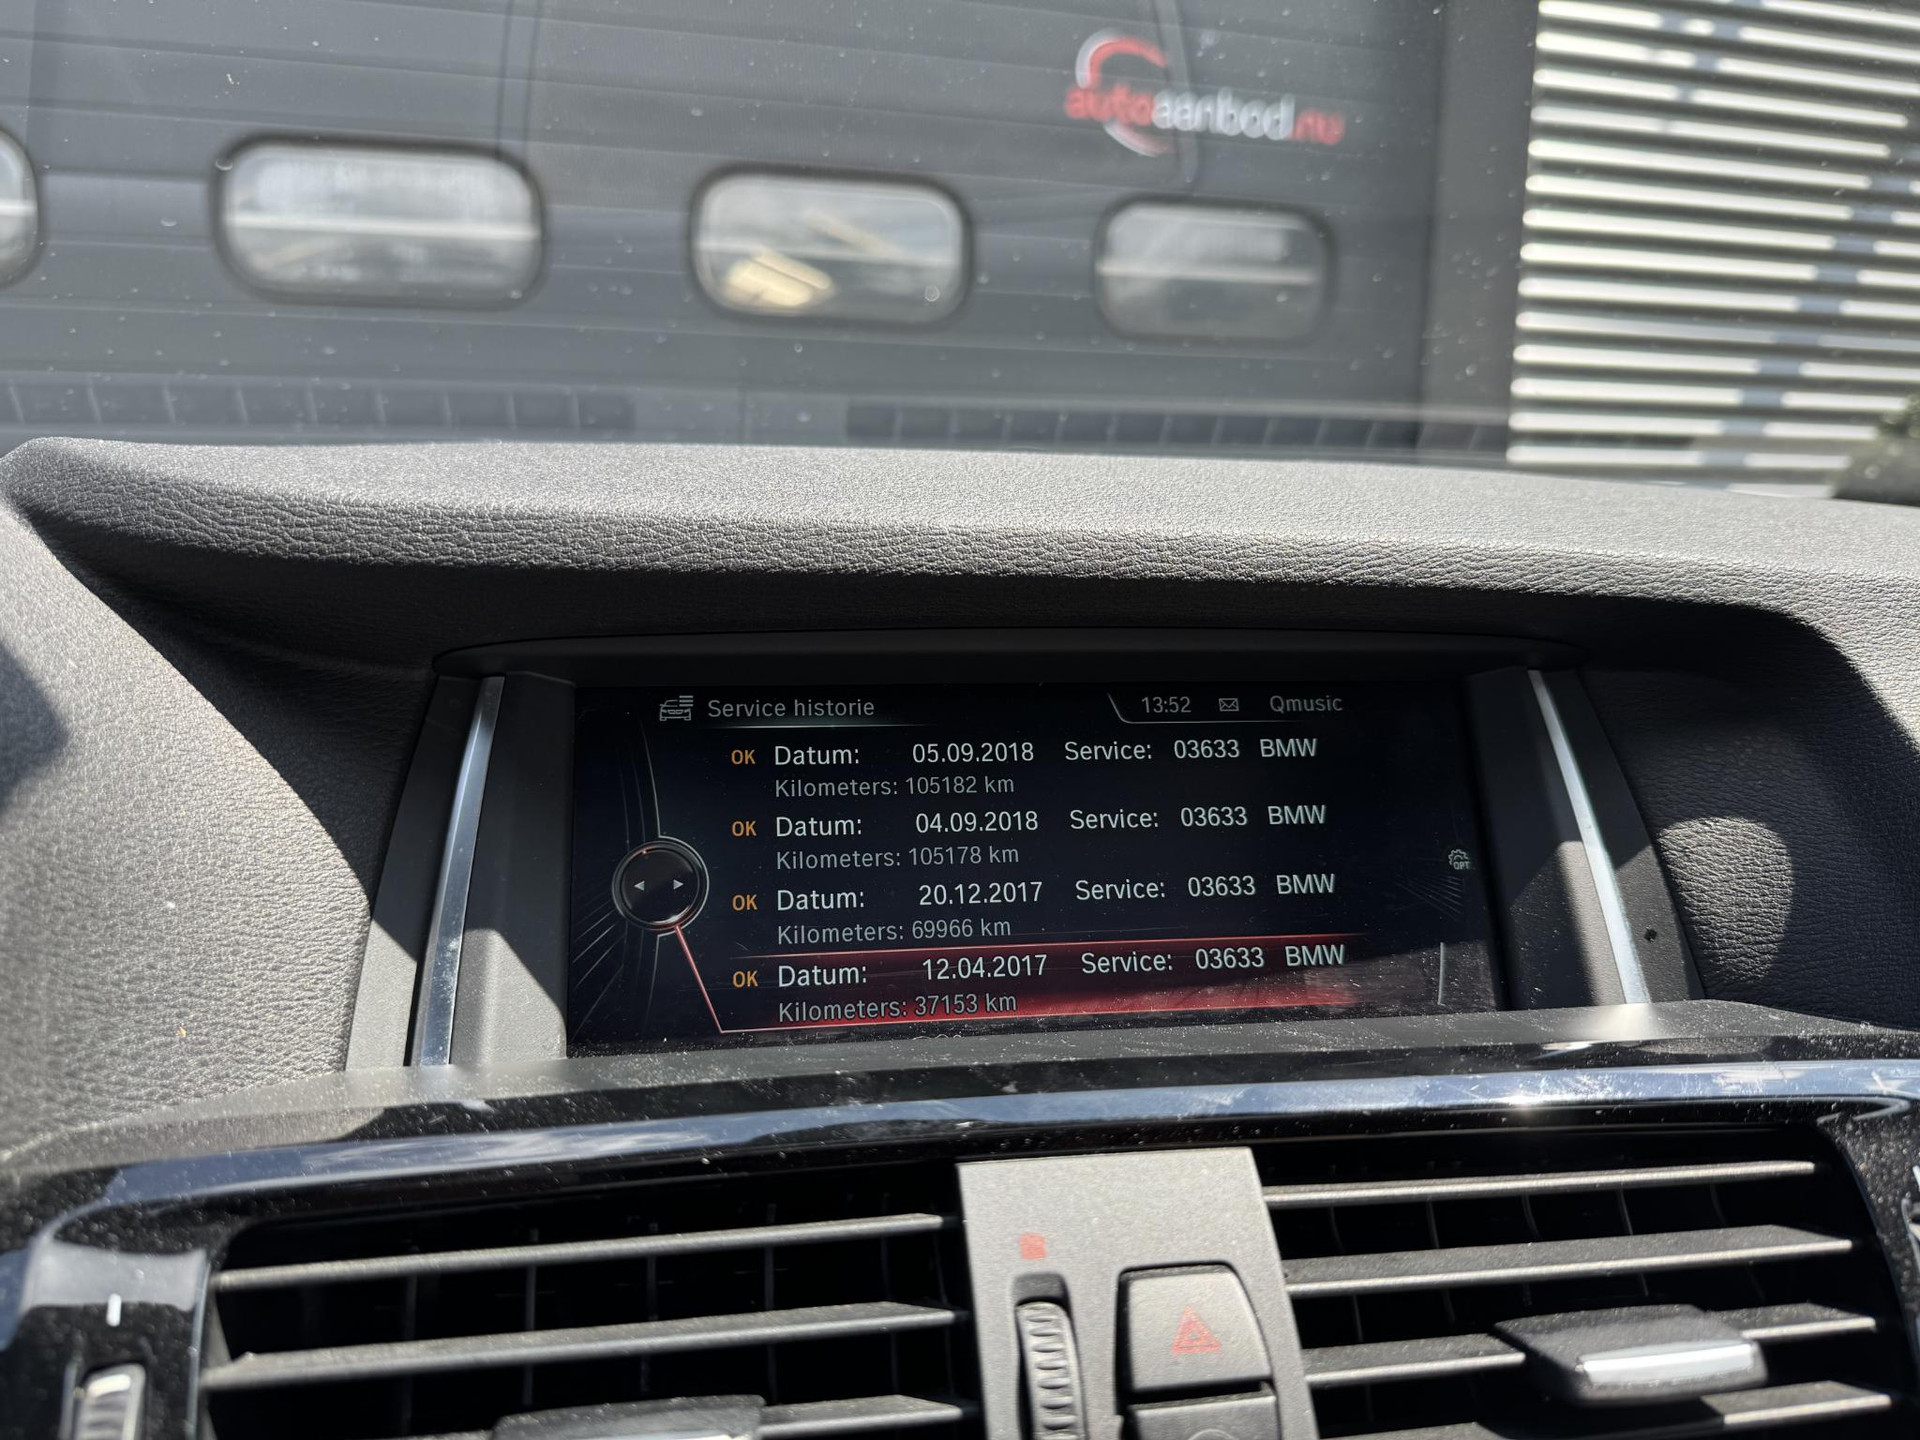 autoaanbod.nu
Service historie 13:52 Qmusic
OK Datum: 05.09.2018 Service: 03633 BMW
Kilometers: 105182 km
OK Datum: 04.09.2018 Service: 03633 BMW
Kilometers: 105178 km
OK Datum: 20.12.2017 Service: 03633 BMW
Kilometers: 69966 km
OK Datum: 12.04.2017 Service: 03633 BMW
Kilometers: 37153 km
OPT